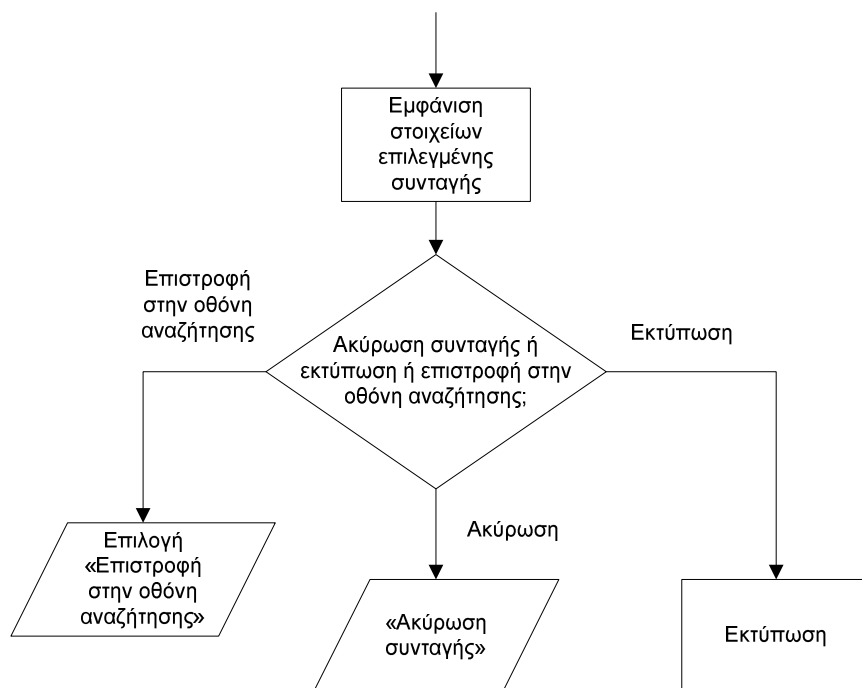 Εμφάνιση
στοιχείων
επιλεγμένης
συνταγής
Επιστροφή
στην οθόνη
αναζήτησης
Ακύρωση συνταγής ή
εκτύπωση ή επιστροφή στην
οθόνη αναζήτησης;
Εκτύπωση
Ακύρωση
Επιλογή
«Επιστροφή
στην οθόνη
αναζήτησης»
«Ακύρωση
συνταγής»
Εκτύπωση